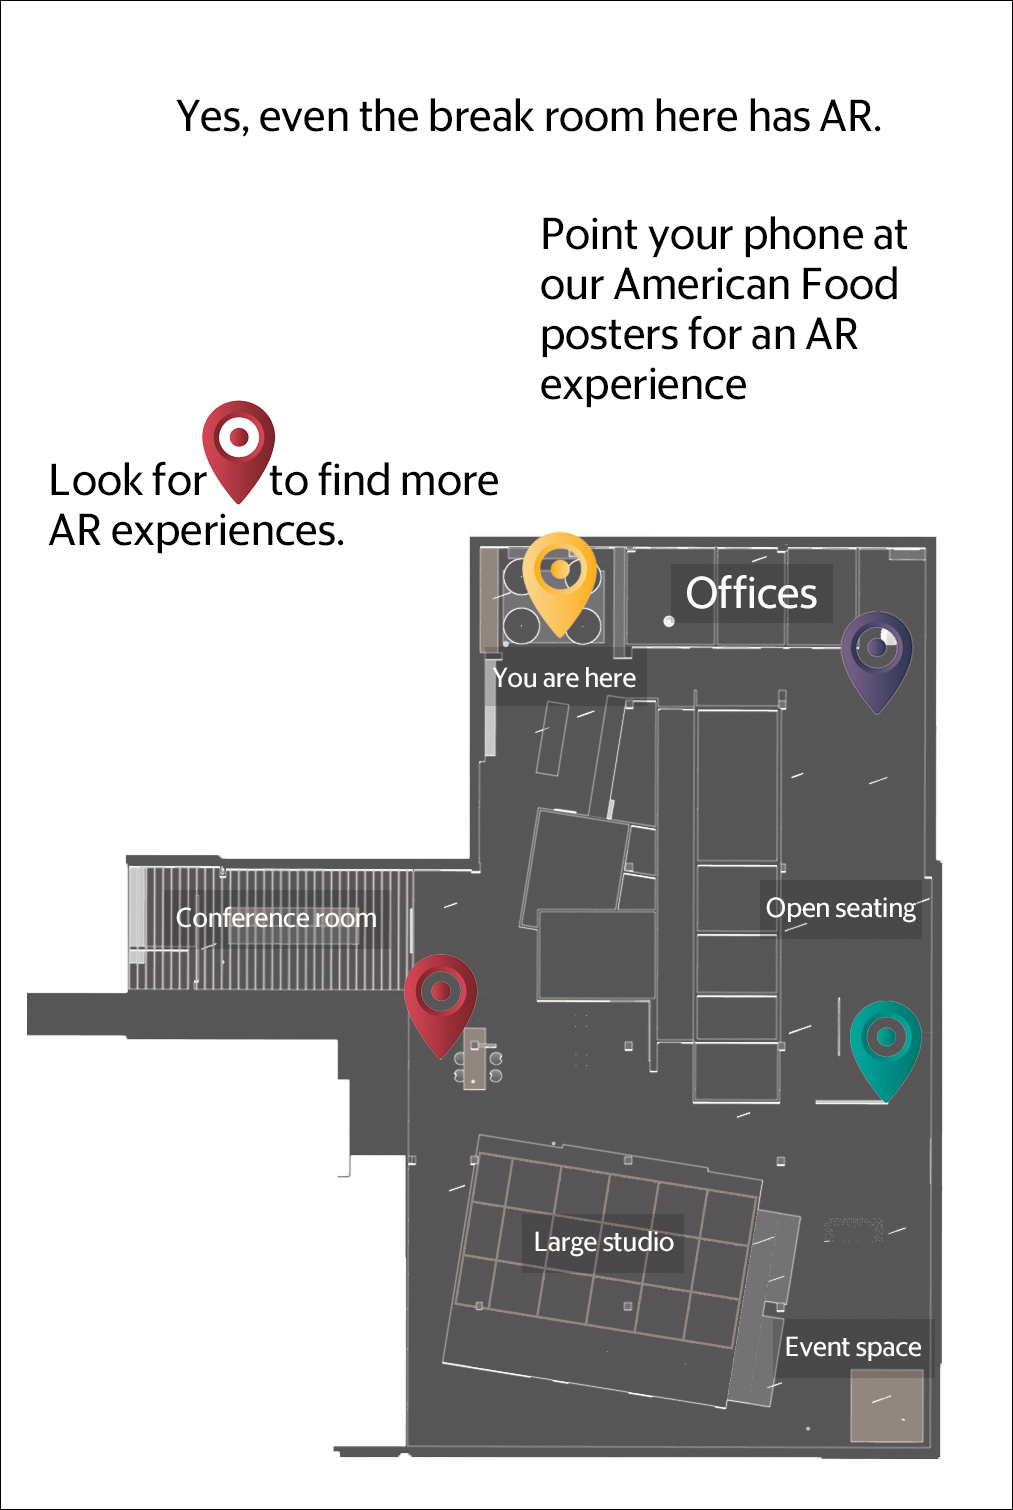 Yes, even the break room here has AR.
Point your phone at
our American Food
posters for an AR
experience
Look for to find more
AR experiences.
Offices
You are here
Open seating
Conference room
Large studio
Event space